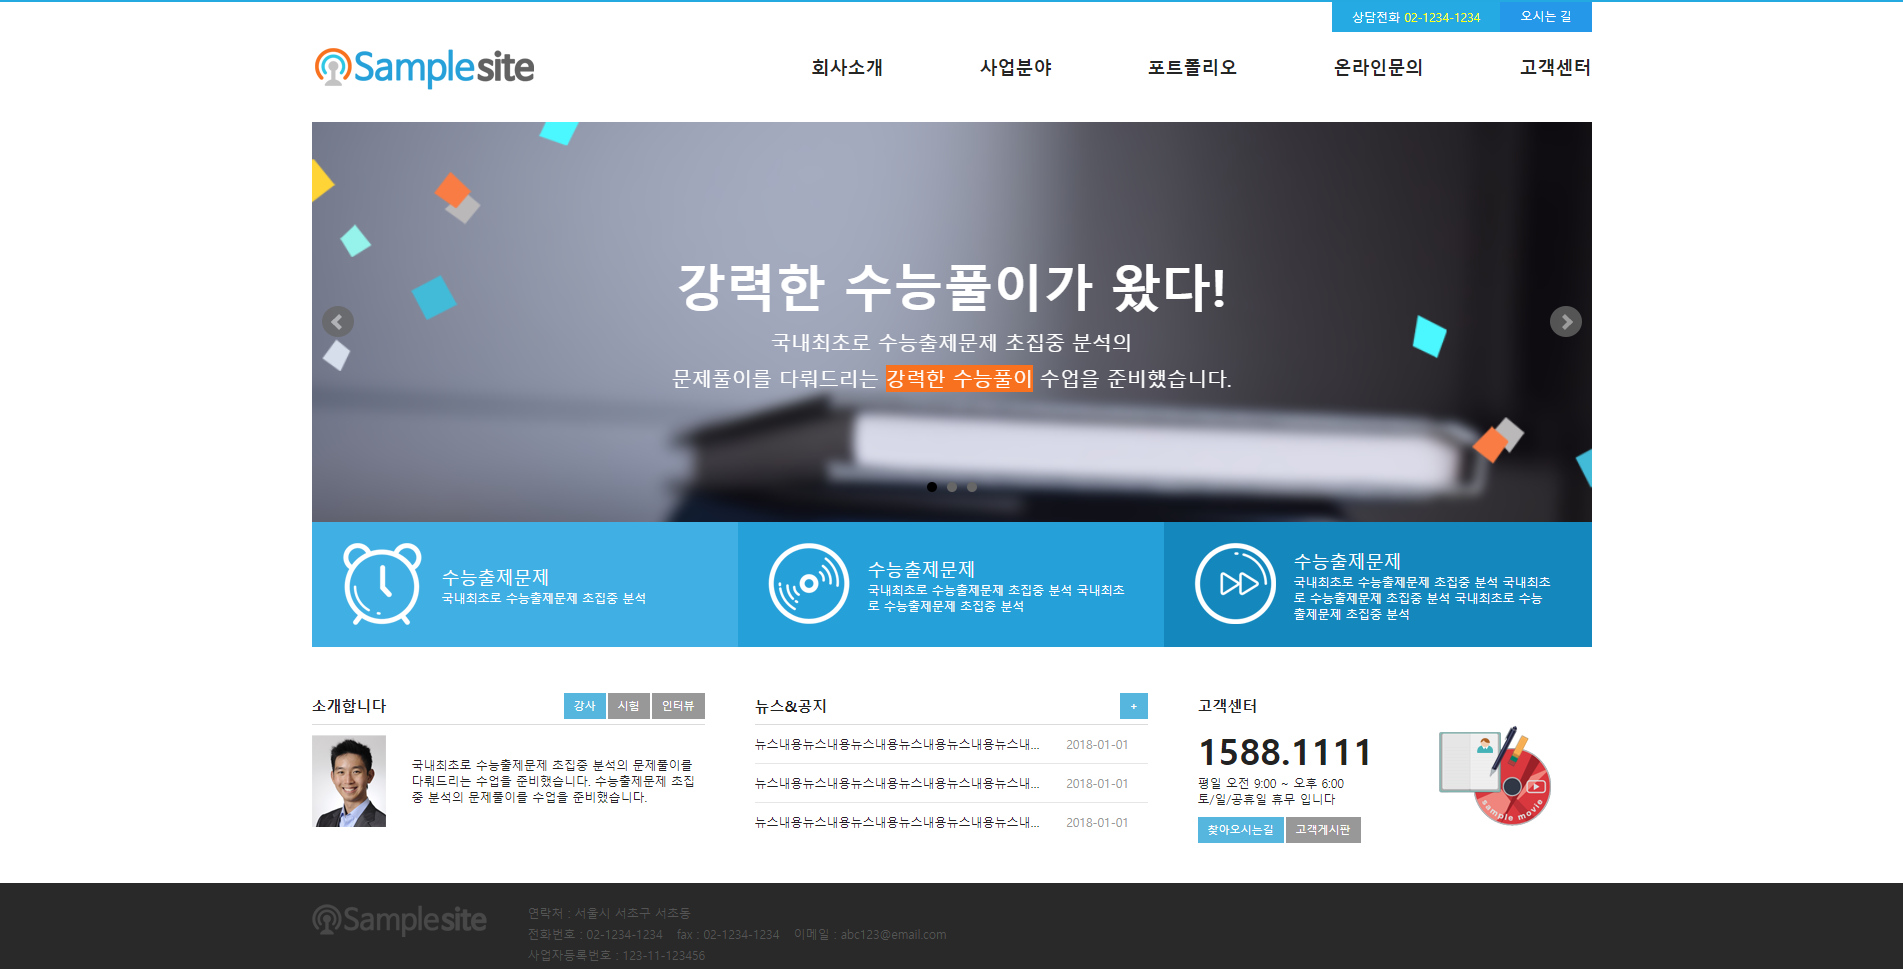 상담전화 02-1234-1234 오시는 길
Samplesite
회사소개 사업분야 포트폴리오 온라인문의 고객센터
강력한 수능풀이가 왔다!
국내최초로 수능출제문제 초집중 분석의
문제풀이를 다뤄드리는 강력한 수능풀이 수업을 준비했습니다.
수능출제문제
국내최초로 수능출제문제 초집중 분석
수능출제문제
국내최초로 수능출제문제 초집중 분석 국내최초
로 수능출제문제 초집중 분석
수능출제문제
국내최초로 수능출제문제 초집중 분석 국내최초
로 수능출제문제 초집중 분석 국내최초로 수능
출제문제 초집중 분석
소개합니다 강사 시험 인터뷰
국내최초로 수능출제문제 초집중 분석의 문제풀이를
다뤄드리는 수업을 준비했습니다. 수능출제문제 초집
중 분석의 문제풀이를 수업을 준비했습니다.
뉴스&공지 +
뉴스내용뉴스내용뉴스내용뉴스내용뉴스내용뉴스내... 2018-01-01
뉴스내용뉴스내용뉴스내용뉴스내용뉴스내용뉴스내... 2018-01-01
뉴스내용뉴스내용뉴스내용뉴스내용뉴스내용뉴스내... 2018-01-01
고객센터
1588.1111
평일 오전 9:00 ~ 오후 6:00
토/일/공휴일 휴무 입니다
찾아오시는길 고객게시판
sample movie
Samplesite
연락처 : 서울시 서초구 서초동
전화번호 : 02-1234-1234 fax : 02-1234-1234 이메일 : abc123@email.com
사업자등록번호 : 123-11-123456